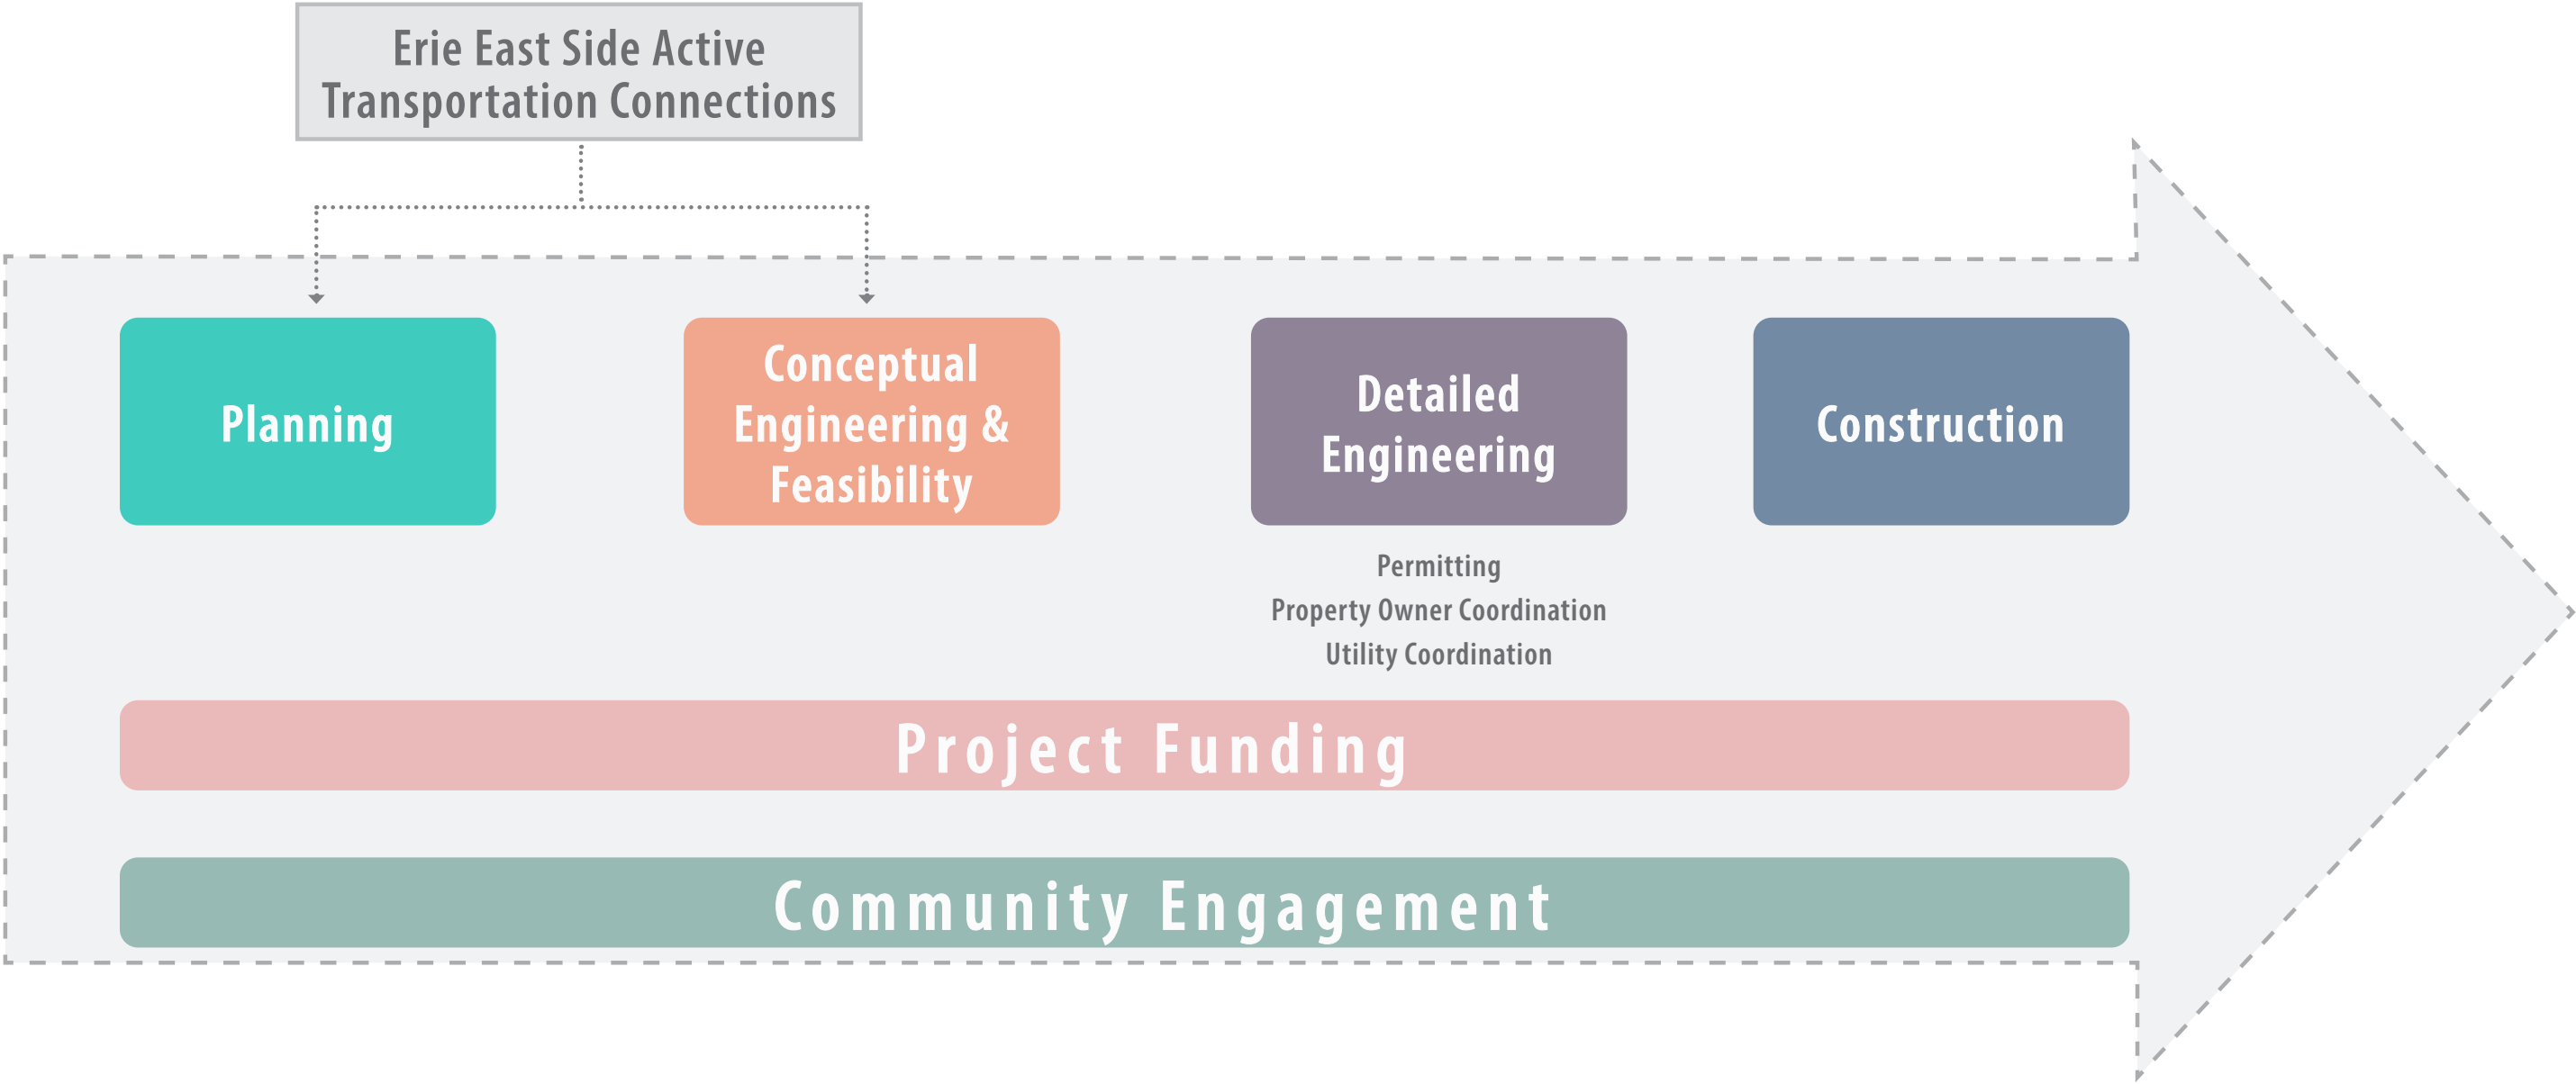 Erie East Side Active
Transportation Connections
Planning
Conceptual
Engineering &
Feasibility
Detailed
Engineering
Construction
Permitting
Property Owner Coordination
Utility Coordination
Project Funding
Community Engagement